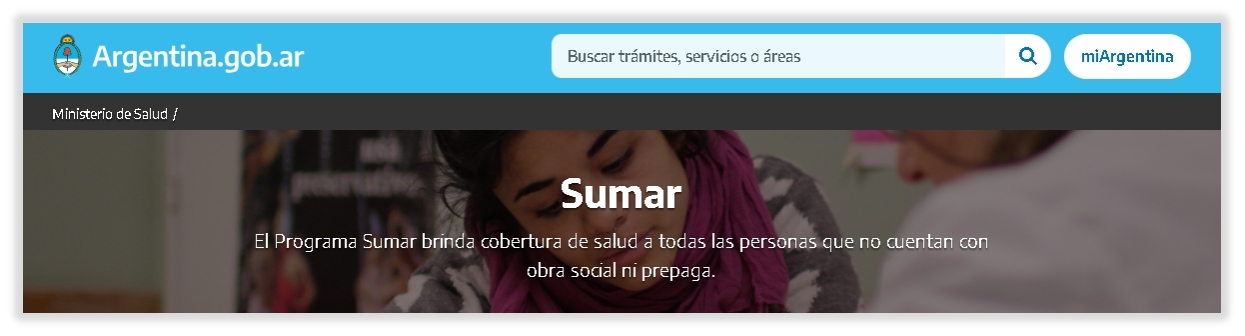 Argentina.gob.ar
Buscar trámites, servicios o áreas
miArgentina
Ministerio de Salud /
Sumar
El Programa Sumar brinda cobertura de salud a todas las personas que no cuentan con
obra social ni prepaga.